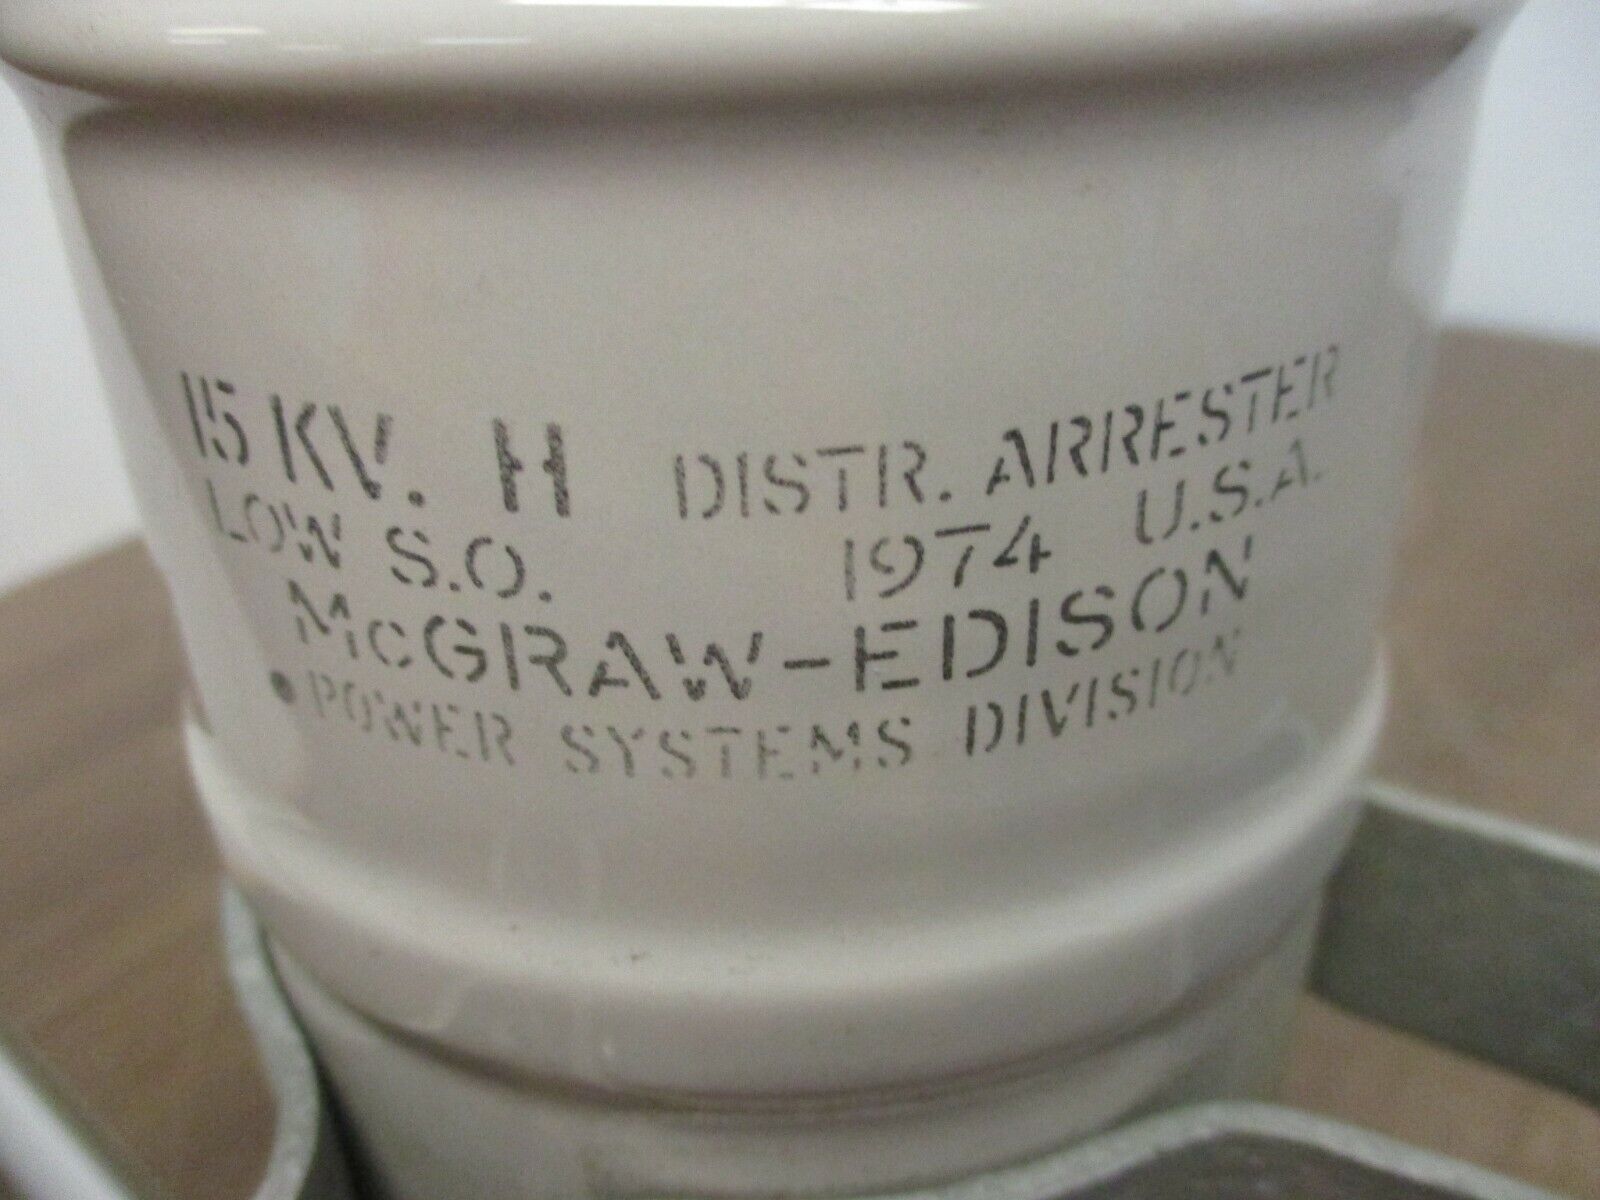 15 KV. H DISTR. ARRESTER
LOW S.O. 1974 U.S.A.
McGRAW-EDISON
•POWER SYSTEMS DIVISION